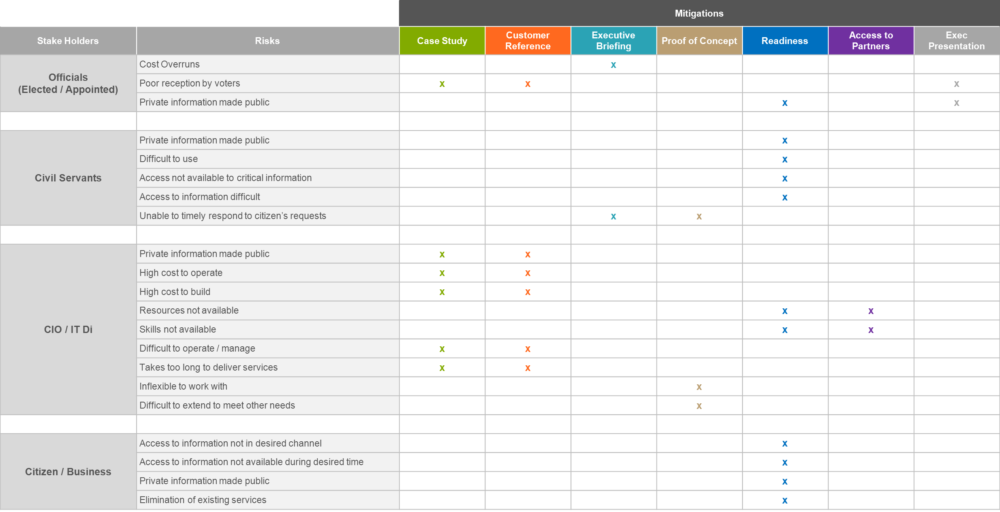 Mitigations
Stake Holders Risks Case Study Customer Reference Executive Briefing Proof of Concept Readiness Access to Partners Exec Presentation
Officials
(Elected / Appointed)
Cost Overruns x
Poor reception by voters x x x
Private information made public x x
Civil Servants
Private information made public x
Difficult to use x
Access not available to critical information x
Access to information difficult x
Unable to timely respond to citizen’s requests x x
CIO / IT Di
Private information made public x x
High cost to operate x x
High cost to build x x
Resources not available x x
Skills not available x x
Difficult to operate / manage x x
Takes too long to deliver services x x
Inflexible to work with x
Difficult to extend to meet other needs x
Citizen / Business
Access to information not in desired channel x
Access to information not available during desired time x
Private information made public x
Elimination of existing services x